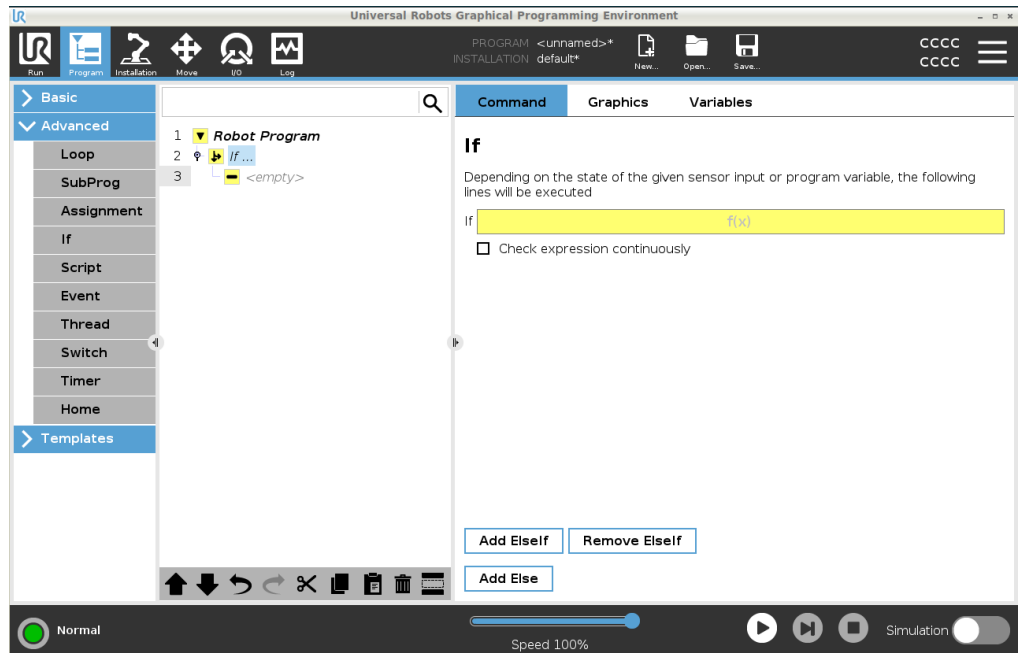 Universal Robots Graphical Programming Environment
PROGRAM <unnamed>*
INSTALLATION default*
Run
Program
Installation
Move
I/O
Log
New...
Open...
Save...
CCCC
CCCC
Basic
Advanced
Loop
SubProg
Assignment
If
Script
Event
Thread
Switch
Timer
Home
Templates
1 Robot Program
2 If ...
3 <empty>
Command
Graphics
Variables
If
Depending on the state of the given sensor input or program variable, the following
lines will be executed
If f(x)
Check expression continuously
Add ElseIf
Remove ElseIf
Add Else
Normal
Speed 100%
Simulation